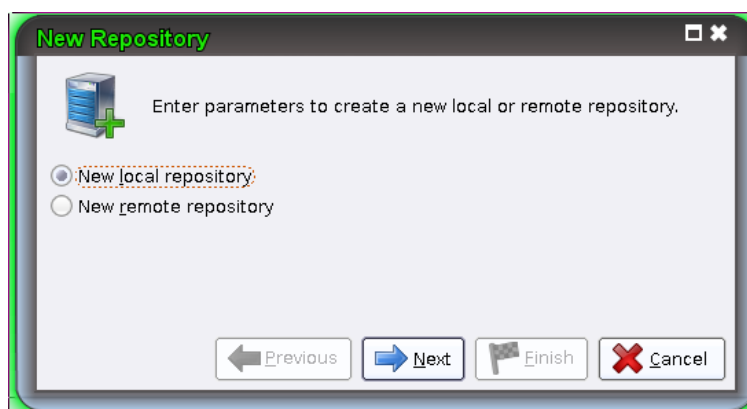 New Repository
Enter parameters to create a new local or remote repository.
New local repository
New remote repository
Previous
Next
Finish
Cancel